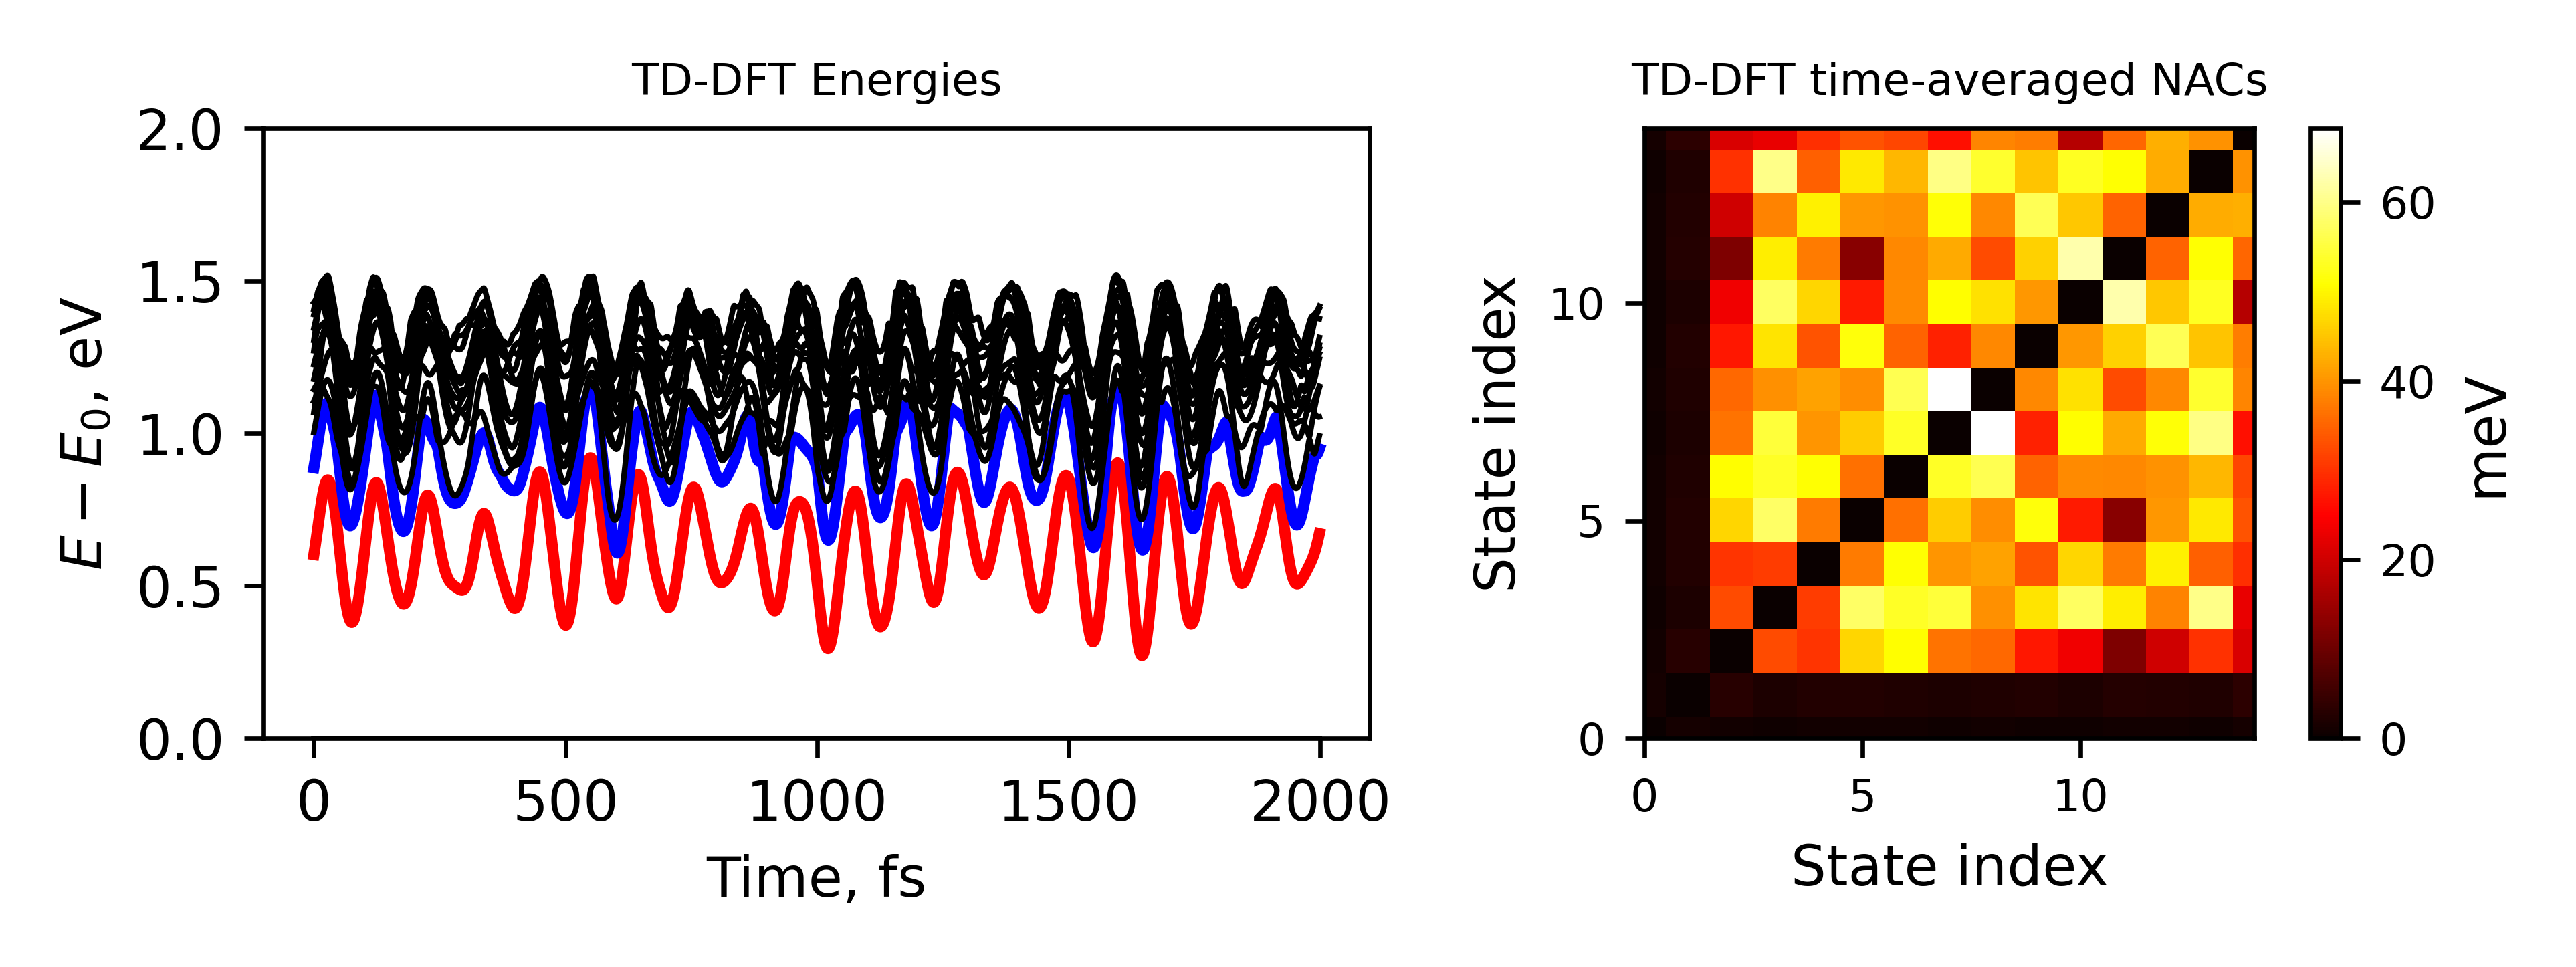 TD-DFT Energies
2.0
1.5
1.0
0.5
0.0
E − E₀, eV
0 500 1000 1500 2000
Time, fs
TD-DFT time-averaged NACs
10
5
0
State index
0 5 10
State index
60
40
20
0
meV